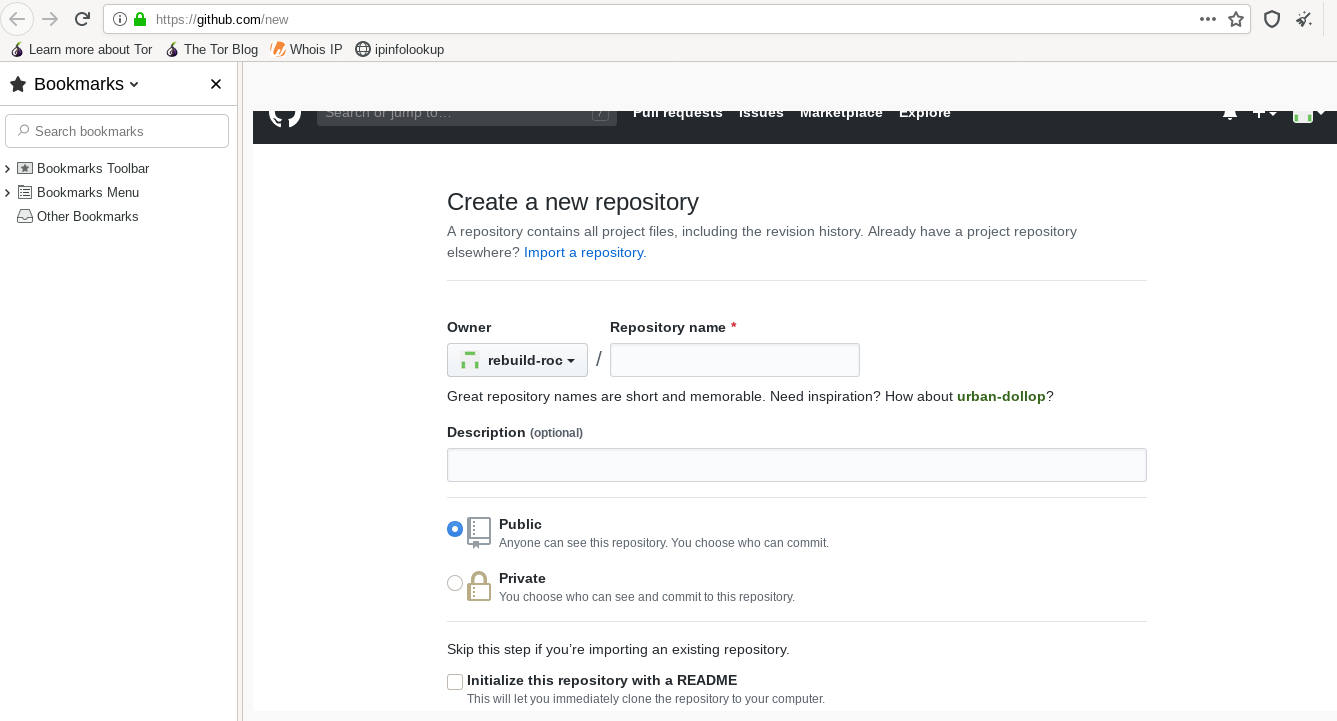 https://github.com/new
Learn more about Tor The Tor Blog Whois IP ipinfolookup
Bookmarks
Search bookmarks
Bookmarks Toolbar
Bookmarks Menu
Other Bookmarks
Search or jump to… /
Pull requests Issues Marketplace Explore
Create a new repository
A repository contains all project files, including the revision history. Already have a project repository
elsewhere? Import a repository.
Owner Repository name *
rebuild-roc /
Great repository names are short and memorable. Need inspiration? How about urban-dollop?
Description (optional)
Public
Anyone can see this repository. You choose who can commit.
Private
You choose who can see and commit to this repository.
Skip this step if you’re importing an existing repository.
Initialize this repository with a README
This will let you immediately clone the repository to your computer.